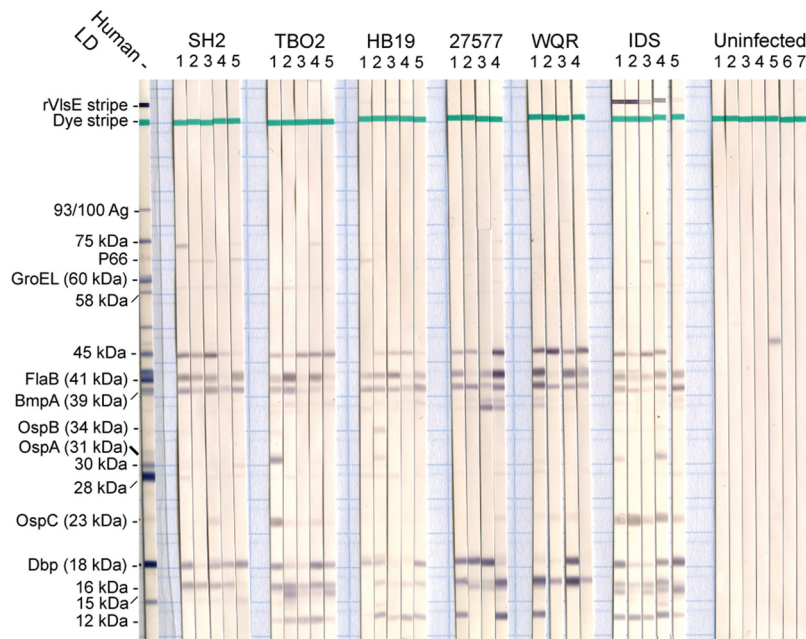 Human
LD
SH2
TBO2
HB19
27577
WQR
IDS
Uninfected
1 2 3 4 5
1 2 3 4 5
1 2 3 4 5
1 2 3 4
1 2 3 4
1 2 3 4 5
1 2 3 4 5 6 7
rVlsE stripe
Dye stripe
93/100 Ag
75 kDa
P66
GroEL (60 kDa)
58 kDa
45 kDa
FlaB (41 kDa)
BmpA (39 kDa)
OspB (34 kDa)
OspA (31 kDa)
30 kDa
28 kDa
OspC (23 kDa)
Dbp (18 kDa)
16 kDa
15 kDa
12 kDa